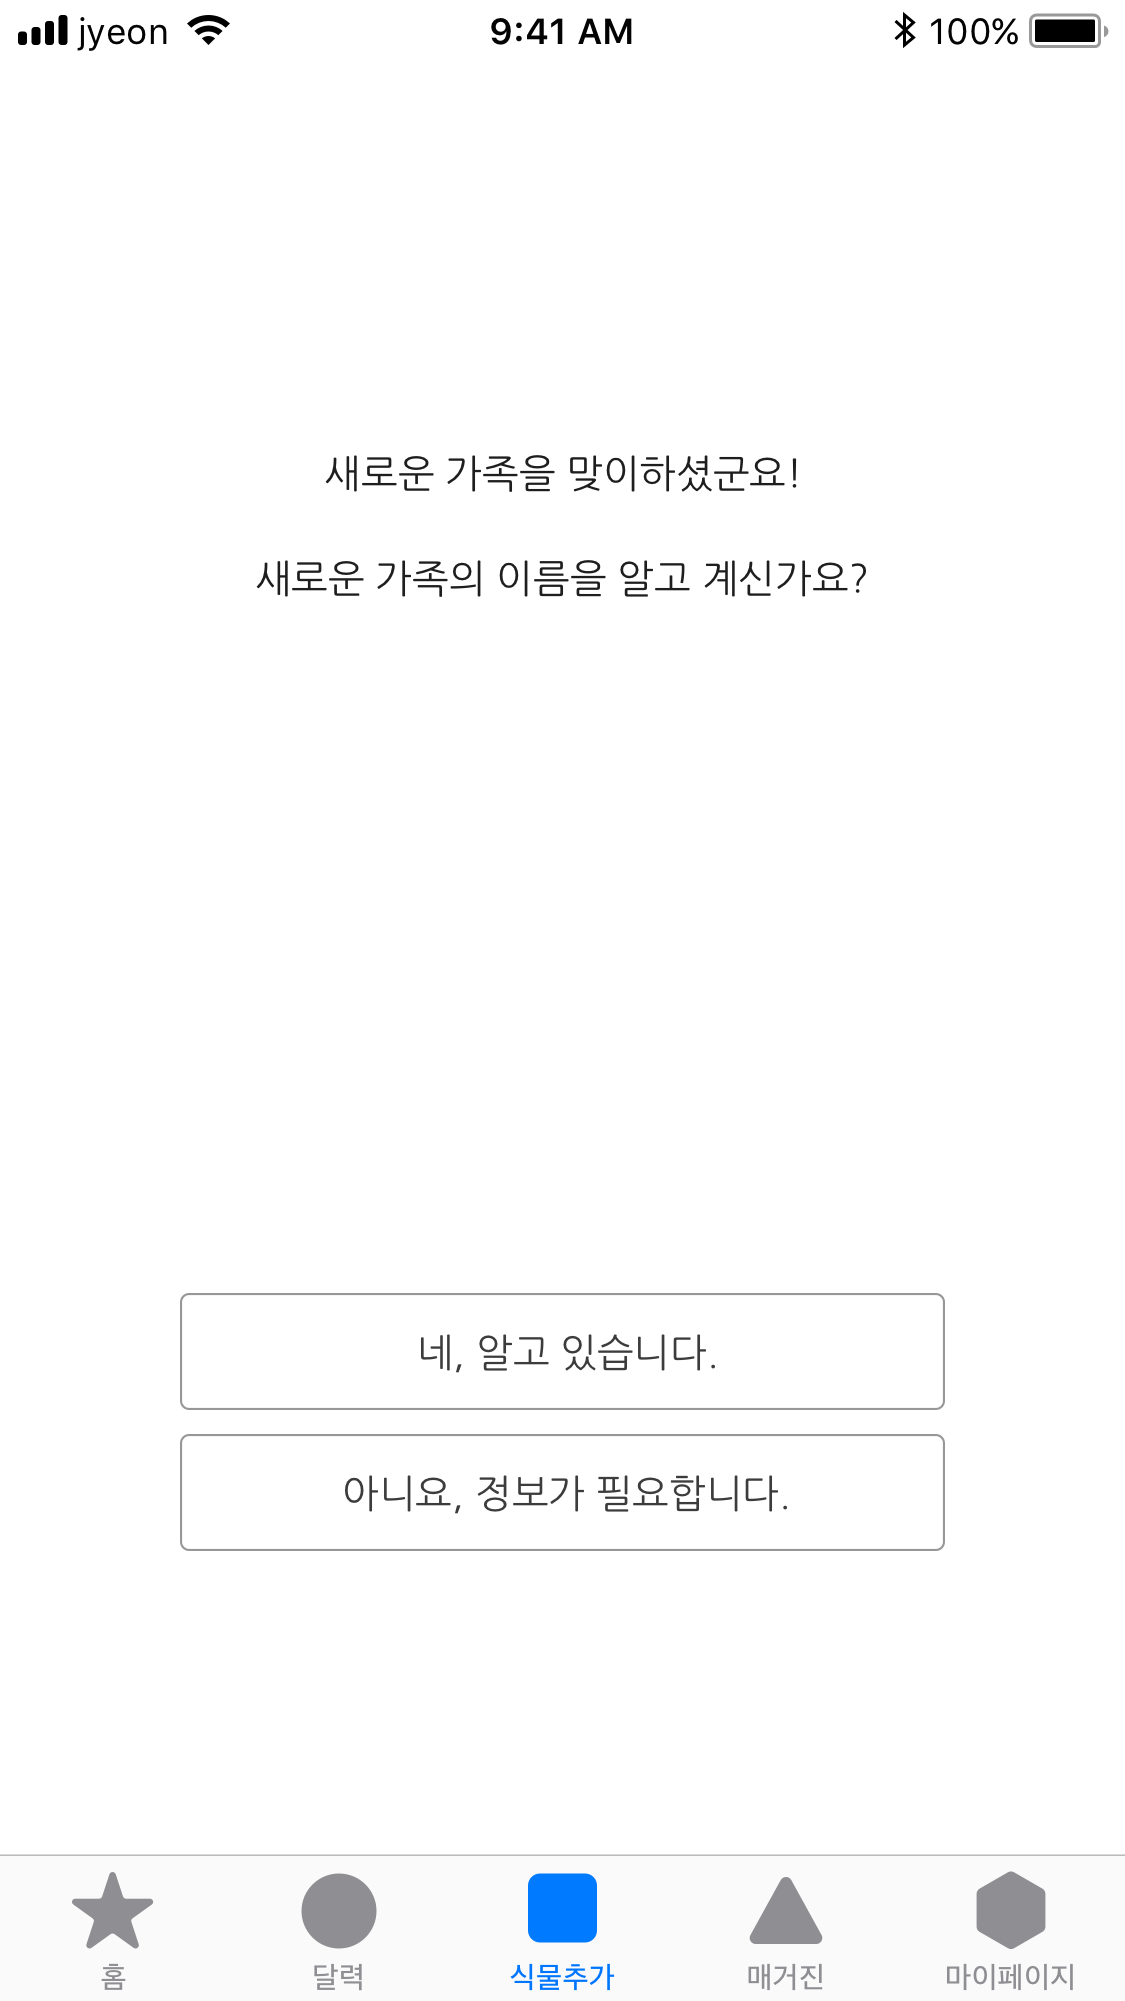 jyeon 9:41 AM 100%
새로운 가족을 맞이하셨군요!
새로운 가족의 이름을 알고 계신가요?
네, 알고 있습니다.
아니요, 정보가 필요합니다.
홈 달력 식물추가 매거진 마이페이지